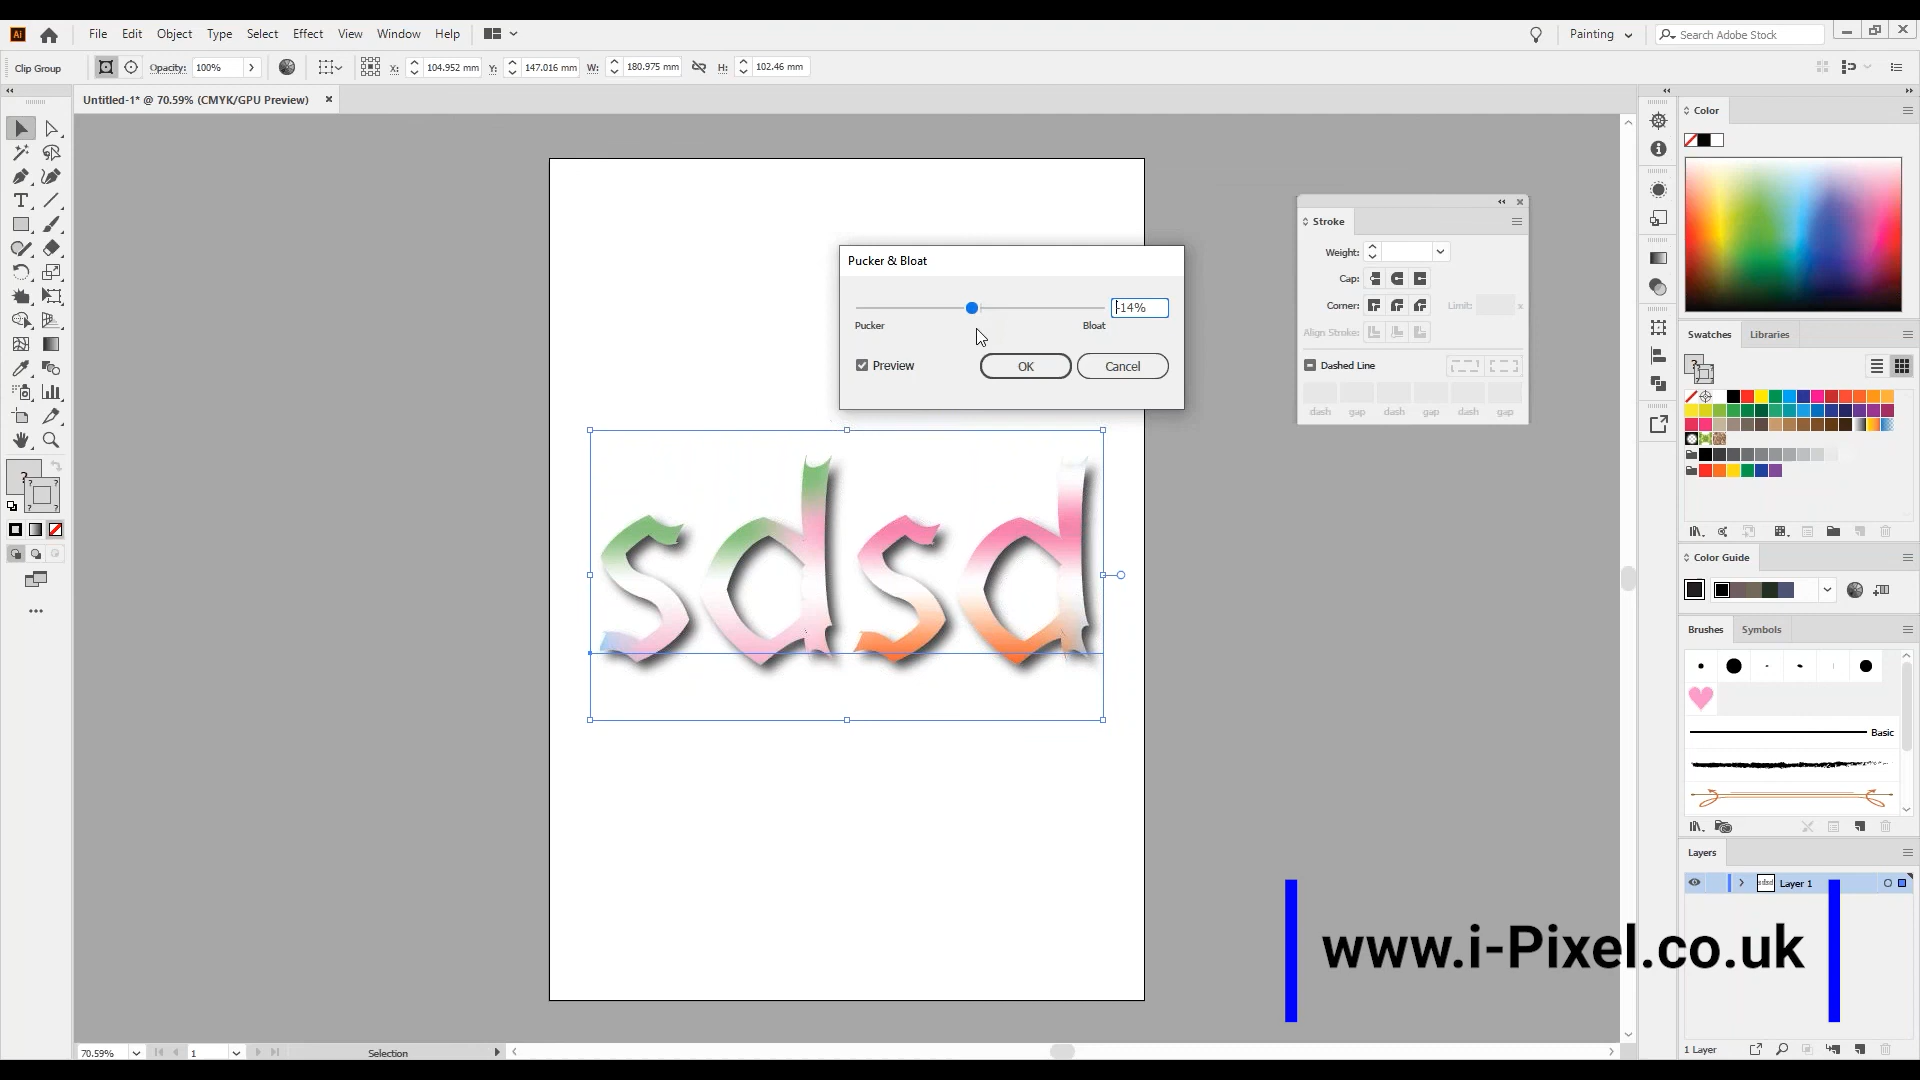 Ai File Edit Object Type Select Effect View Window Help Painting Search Adobe Stock
Clip Group Opacity: 100% X: 104.952 mm Y: 147.016 mm W: 180.975 mm H: 102.46 mm
Untitled-1* @ 70.59% (CMYK/GPU Preview)
Color
Stroke
Weight:
Cap:
Corner: Limit: x
Align Stroke:
Dashed Line
dash gap dash gap dash gap
Pucker & Bloat
-14%
Pucker Bloat
Preview OK Cancel
Swatches Libraries
sdsd
Color Guide
Brushes Symbols
Basic
Layers
Layer 1
www.i-Pixel.co.uk
1 Layer
70.59% 1 Selection